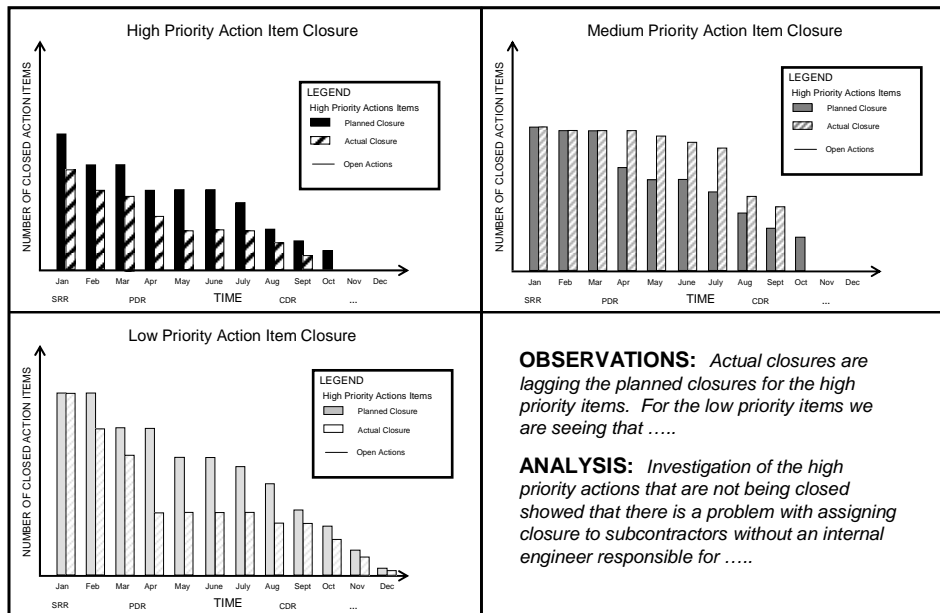 High Priority Action Item Closure
NUMBER OF CLOSED ACTION ITEMS
LEGEND
High Priority Actions Items
Planned Closure
Actual Closure
Open Actions
Jan Feb Mar Apr May June July Aug Sept Oct Nov Dec
SRR PDR TIME CDR ...
Medium Priority Action Item Closure
NUMBER OF CLOSED ACTION ITEMS
LEGEND
High Priority Actions Items
Planned Closure
Actual Closure
Open Actions
Jan Feb Mar Apr May June July Aug Sept Oct Nov Dec
SRR PDR TIME CDR ...
Low Priority Action Item Closure
NUMBER OF CLOSED ACTION ITEMS
LEGEND
High Priority Actions Items
Planned Closure
Actual Closure
Open Actions
Jan Feb Mar Apr May June July Aug Sept Oct Nov Dec
SRR PDR TIME CDR ...
OBSERVATIONS: Actual closures are
lagging the planned closures for the high
priority items. For the low priority items we
are seeing that …..
ANALYSIS: Investigation of the high
priority actions that are not being closed
showed that there is a problem with assigning
closure to subcontractors without an internal
engineer responsible for …..